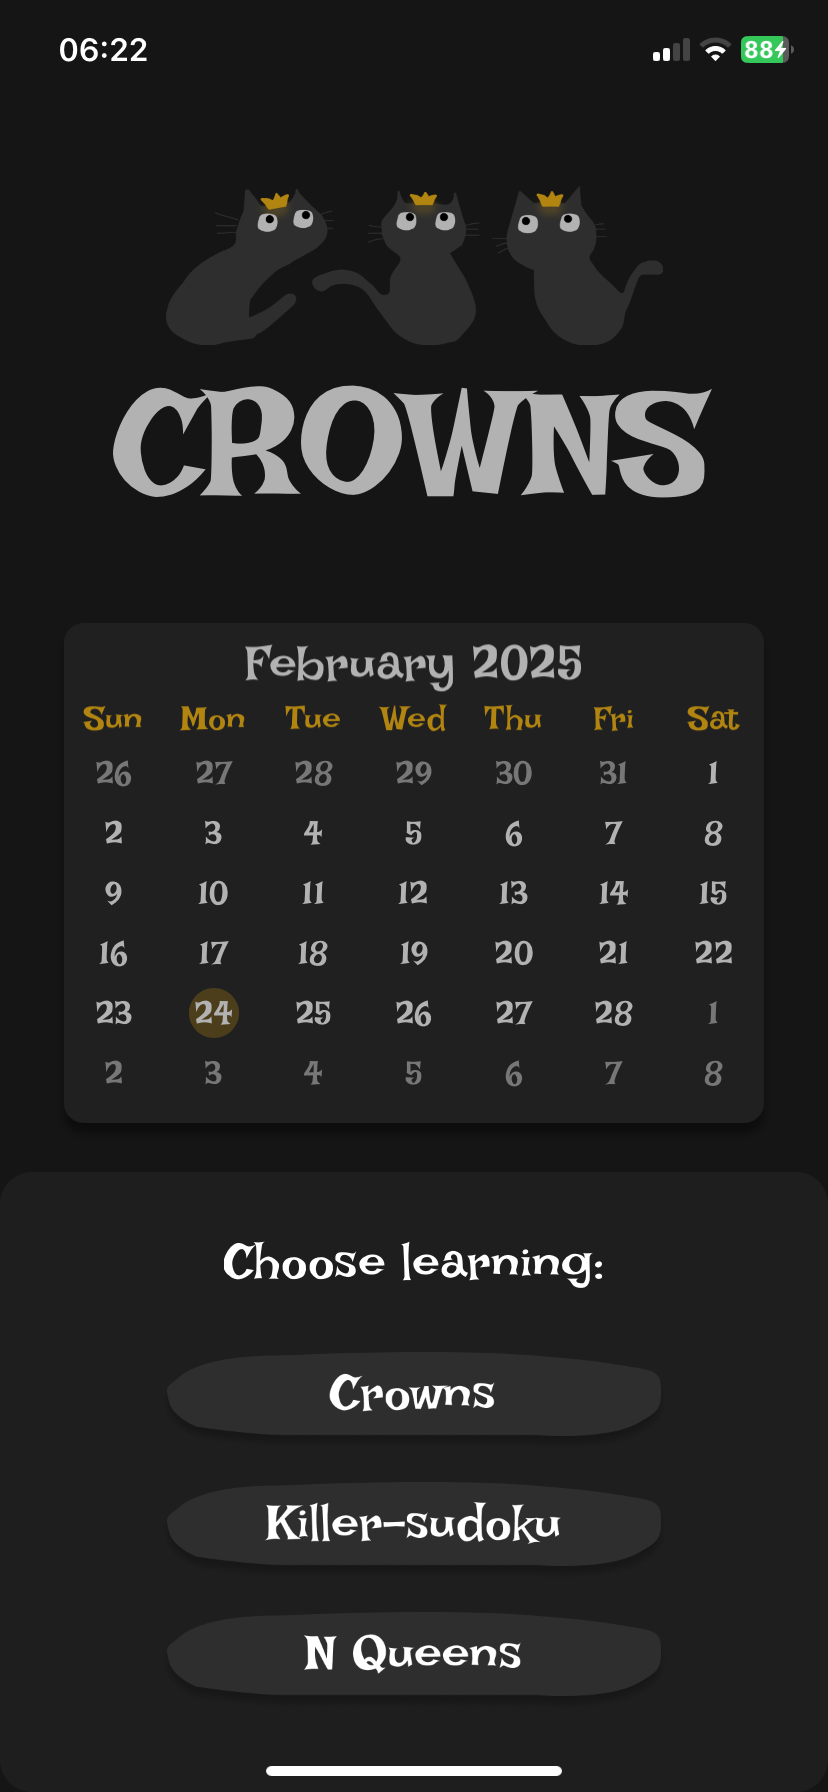 06:22
88
CROWNS
February 2025
Sun Mon Tue Wed Thu Fri Sat
26 27 28 29 30 31 1
2 3 4 5 6 7 8
9 10 11 12 13 14 15
16 17 18 19 20 21 22
23 24 25 26 27 28 1
2 3 4 5 6 7 8
Choose learning:
Crowns
Killer-sudoku
N Queens